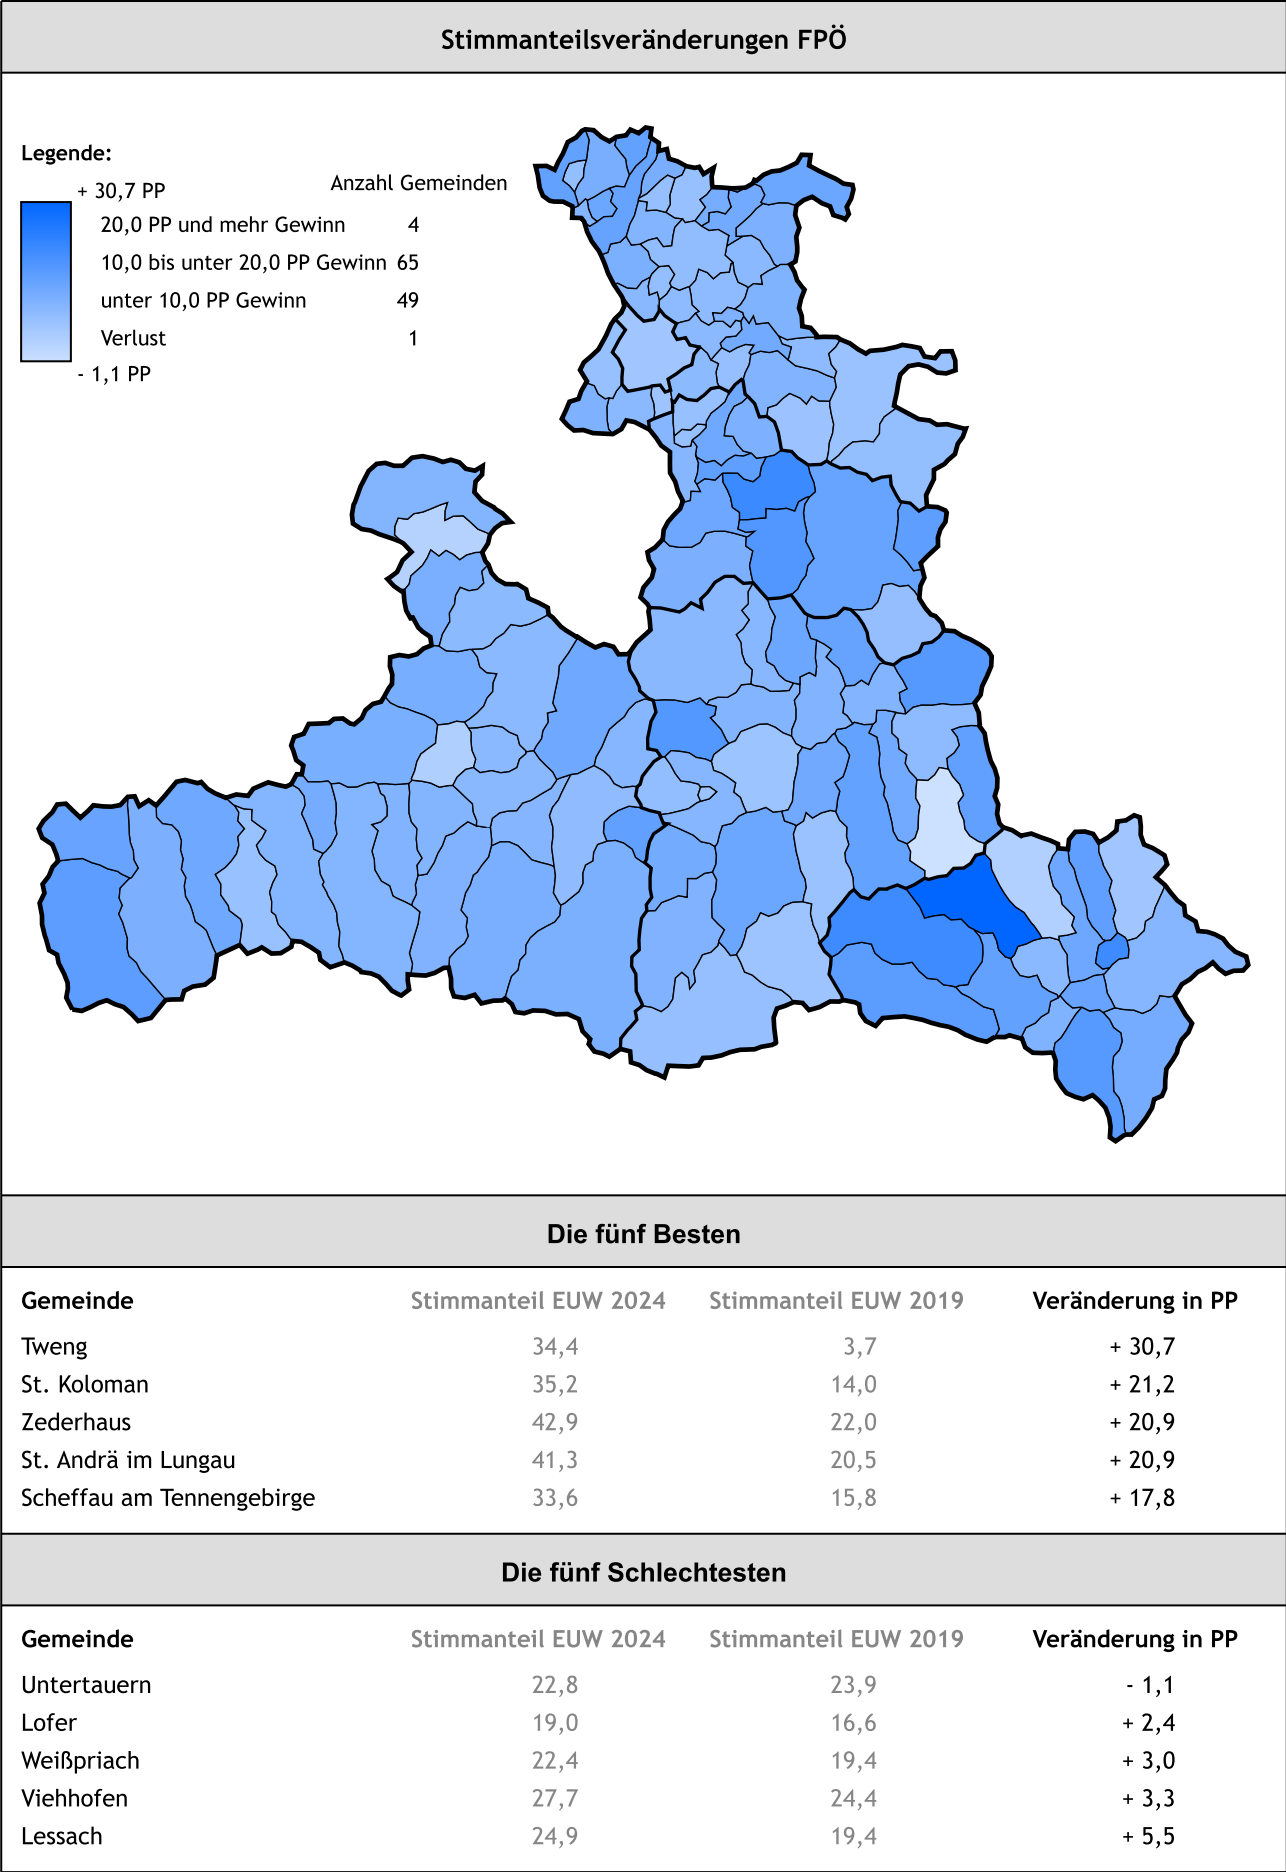 Stimmanteilsveränderungen FPÖ
Legende:
+ 30,7 PP
Anzahl Gemeinden
20,0 PP und mehr Gewinn 4
10,0 bis unter 20,0 PP Gewinn 65
unter 10,0 PP Gewinn 49
Verlust 1
- 1,1 PP
Die fünf Besten
Gemeinde Stimmanteil EUW 2024 Stimmanteil EUW 2019 Veränderung in PP
Tweng 34,4 3,7 + 30,7
St. Koloman 35,2 14,0 + 21,2
Zederhaus 42,9 22,0 + 20,9
St. Andrä im Lungau 41,3 20,5 + 20,9
Scheffau am Tennengebirge 33,6 15,8 + 17,8
Die fünf Schlechtesten
Gemeinde Stimmanteil EUW 2024 Stimmanteil EUW 2019 Veränderung in PP
Untertauern 22,8 23,9 - 1,1
Lofer 19,0 16,6 + 2,4
Weißpriach 22,4 19,4 + 3,0
Viehhofen 27,7 24,4 + 3,3
Lessach 24,9 19,4 + 5,5